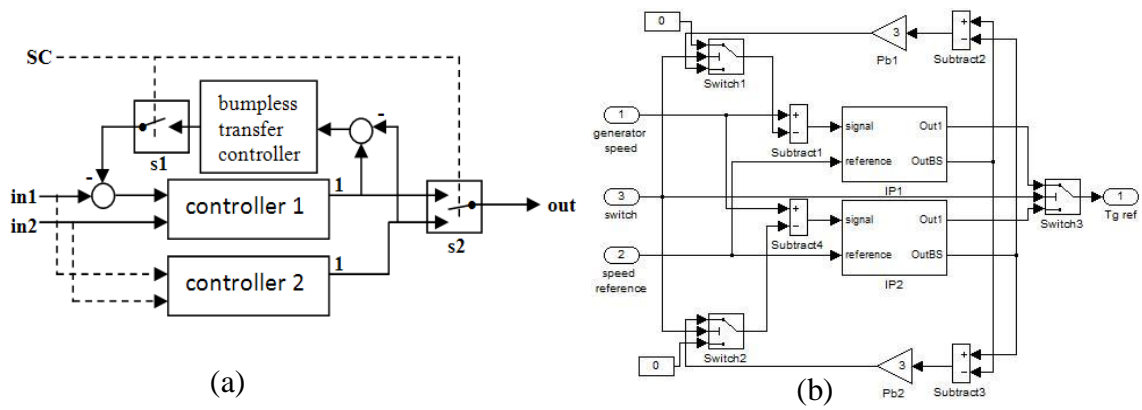 SC
-
bumpless
transfer
controller
s1
-
1
in1
in2
controller 1
s2
out
1
controller 2
(a)
0
Switch1
3
Pb1
+
−
Subtract2
1
generator
speed
+
−
Subtract1
signal
reference
Out1
OutBS
IP1
3
switch
Switch3
1
Tg ref
2
speed
reference
+
−
Subtract4
signal
reference
Out1
OutBS
IP2
0
Switch2
3
Pb2
+
−
Subtract3
(b)